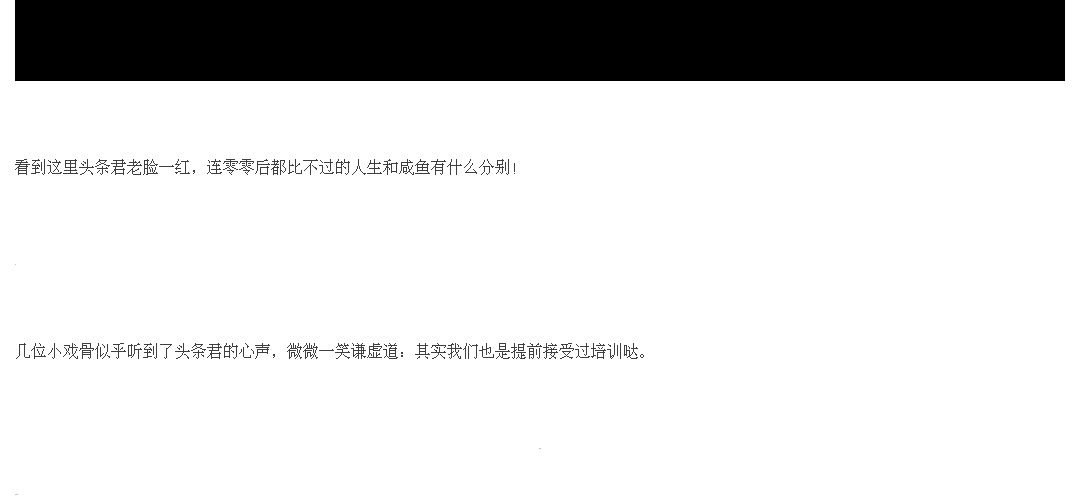 看到这里头条君老脸一红，连零零后都比不过的人生和咸鱼有什么分别！
几位小戏骨似乎听到了头条君的心声，微微一笑谦虚道：其实我们也是提前接受过培训哒。